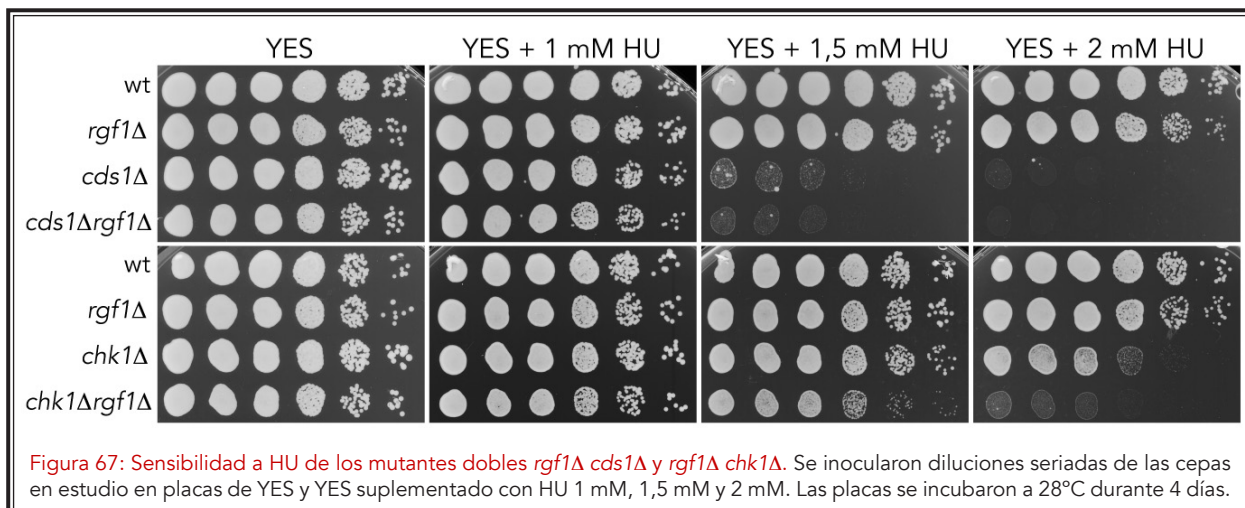 YES YES + 1 mM HU YES + 1,5 mM HU YES + 2 mM HU
wt
rgf1Δ
cds1Δ
cds1Δrgf1Δ
wt
rgf1Δ
chk1Δ
chk1Δrgf1Δ
Figura 67: Sensibilidad a HU de los mutantes dobles rgf1Δ cds1Δ y rgf1Δ chk1Δ. Se inocularon diluciones seriadas de las cepas
en estudio en placas de YES y YES suplementado con HU 1 mM, 1,5 mM y 2 mM. Las placas se incubaron a 28ºC durante 4 días.